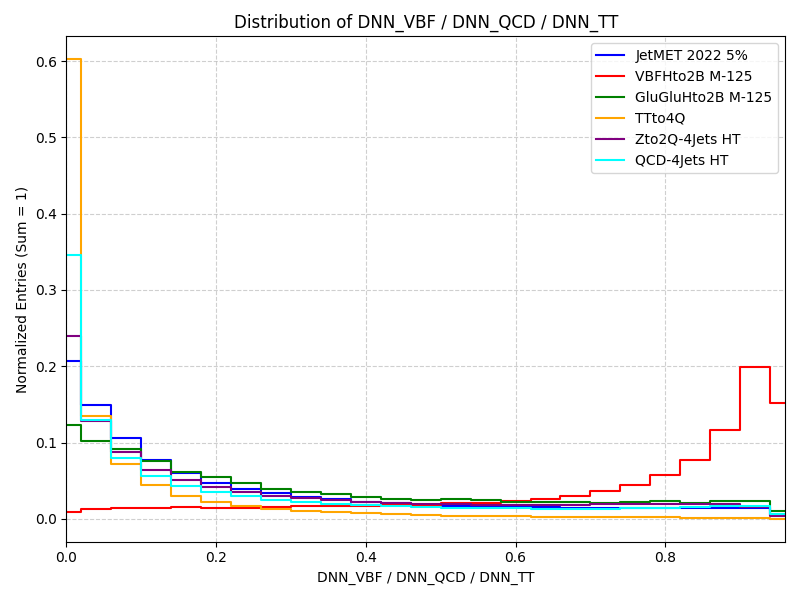 Distribution of DNN_VBF / DNN_QCD / DNN_TT
JetMET 2022 5%
VBFHto2B M-125
GluGluHto2B M-125
TTto4Q
Zto2Q-4Jets HT
QCD-4Jets HT
Normalized Entries (Sum = 1)
0.6
0.5
0.4
0.3
0.2
0.1
0.0
0.0 0.2 0.4 0.6 0.8
DNN_VBF / DNN_QCD / DNN_TT